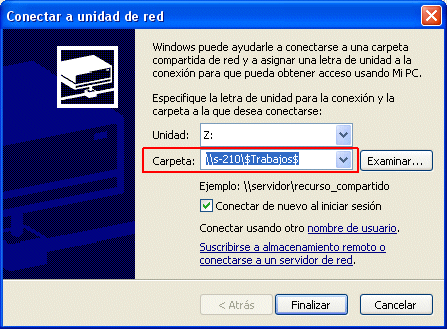 Conectar a unidad de red
Windows puede ayudarle a conectarse a una carpeta
compartida de red y a asignar una letra de unidad a la
conexión para que pueda obtener acceso usando Mi PC.
Especifique la letra de unidad para la conexión y la
carpeta a la que desea conectarse:
Unidad: Z:
Carpeta: \\s-210\$Trabajos$ Examinar...
Ejemplo: \\servidor\recurso_compartido
Conectar de nuevo al iniciar sesión
Conectar usando otro nombre de usuario.
Suscribirse a almacenamiento remoto o
conectarse a un servidor de red.
< Atrás Finalizar Cancelar